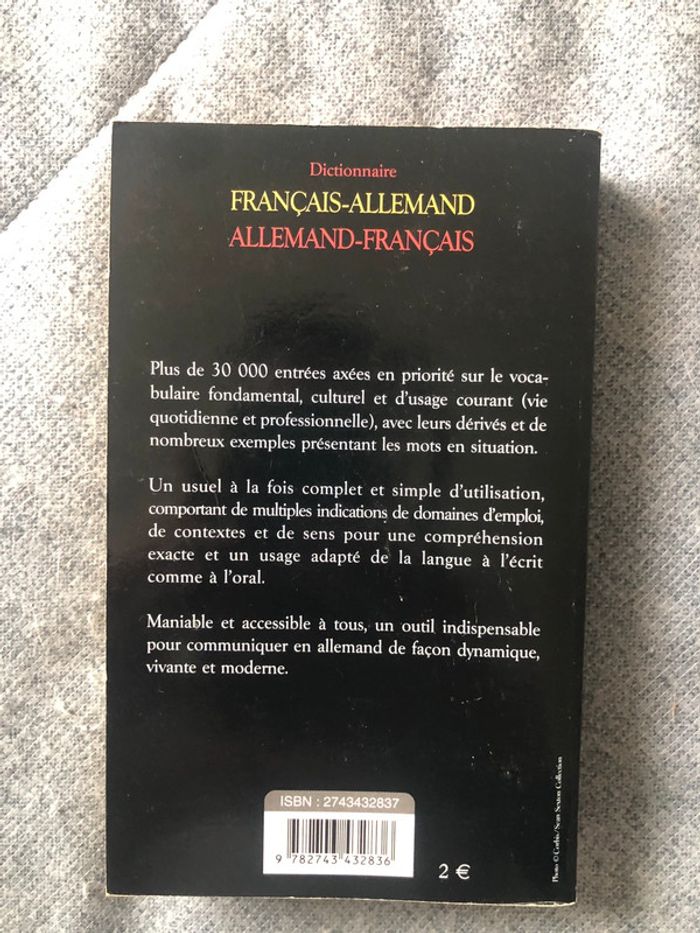 Dictionnaire
FRANÇAIS-ALLEMAND
ALLEMAND-FRANÇAIS
Plus de 30 000 entrées axées en priorité sur le voca-
bulaire fondamental, culturel et d'usage courant (vie
quotidienne et professionnelle), avec leurs dérivés et de
nombreux exemples présentant les mots en situation.
Un usuel à la fois complet et simple d'utilisation,
comportant de multiples indications de domaines d'emploi,
de contextes et de sens pour une compréhension
exacte et un usage adapté de la langue à l'écrit
comme à l'oral.
Maniable et accessible à tous, un outil indispensable
pour communiquer en allemand de façon dynamique,
vivante et moderne.
ISBN : 2743432837
9 782743 432836
2 €
Photo © Corbis/Sean Sexton Collection